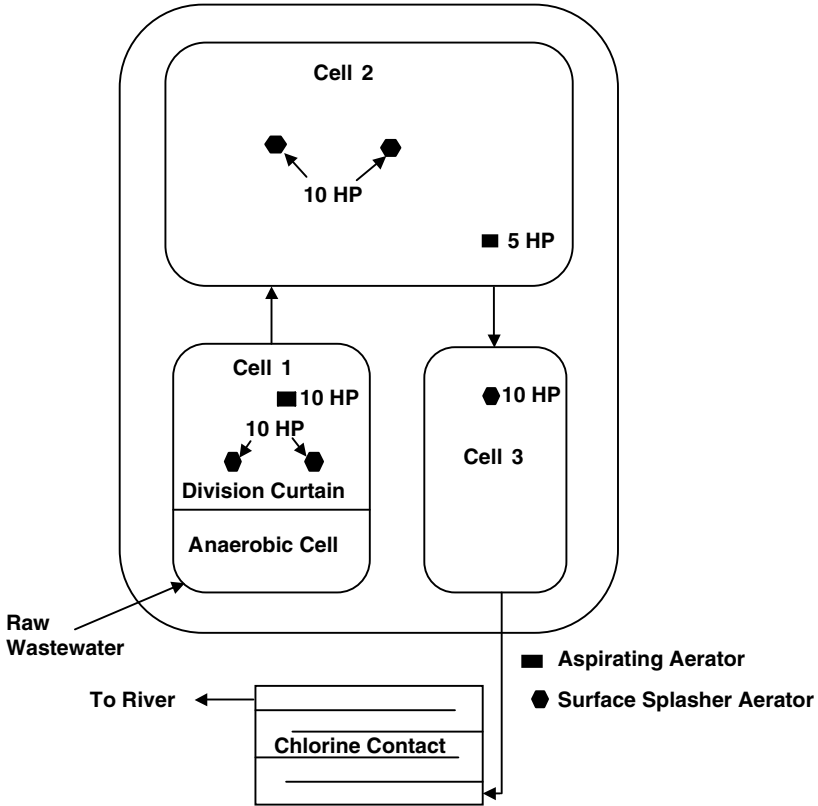 Cell 2
10 HP
5 HP
Cell 1
10 HP
10 HP
Division Curtain
Anaerobic Cell
10 HP
Cell 3
Raw
Wastewater
Aspirating Aerator
Surface Splasher Aerator
To River
Chlorine Contact